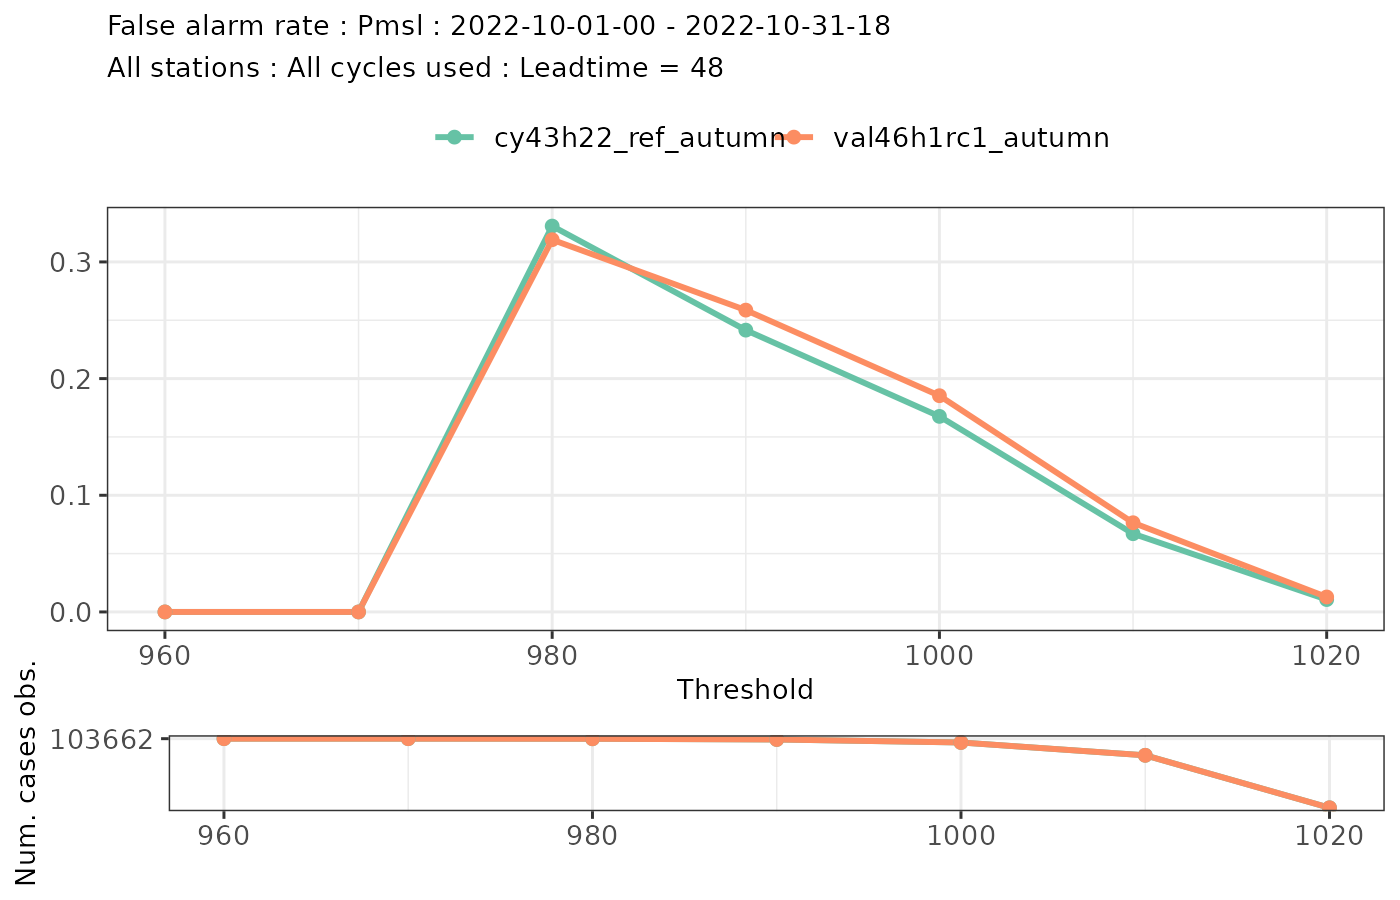 False alarm rate : Pmsl : 2022-10-01-00 - 2022-10-31-18
All stations : All cycles used : Leadtime = 48
cy43h22_ref_autumn val46h1rc1_autumn
0.3
0.2
0.1
0.0
960 980 1000 1020
Threshold
Num. cases obs.
103662
960 980 1000 1020